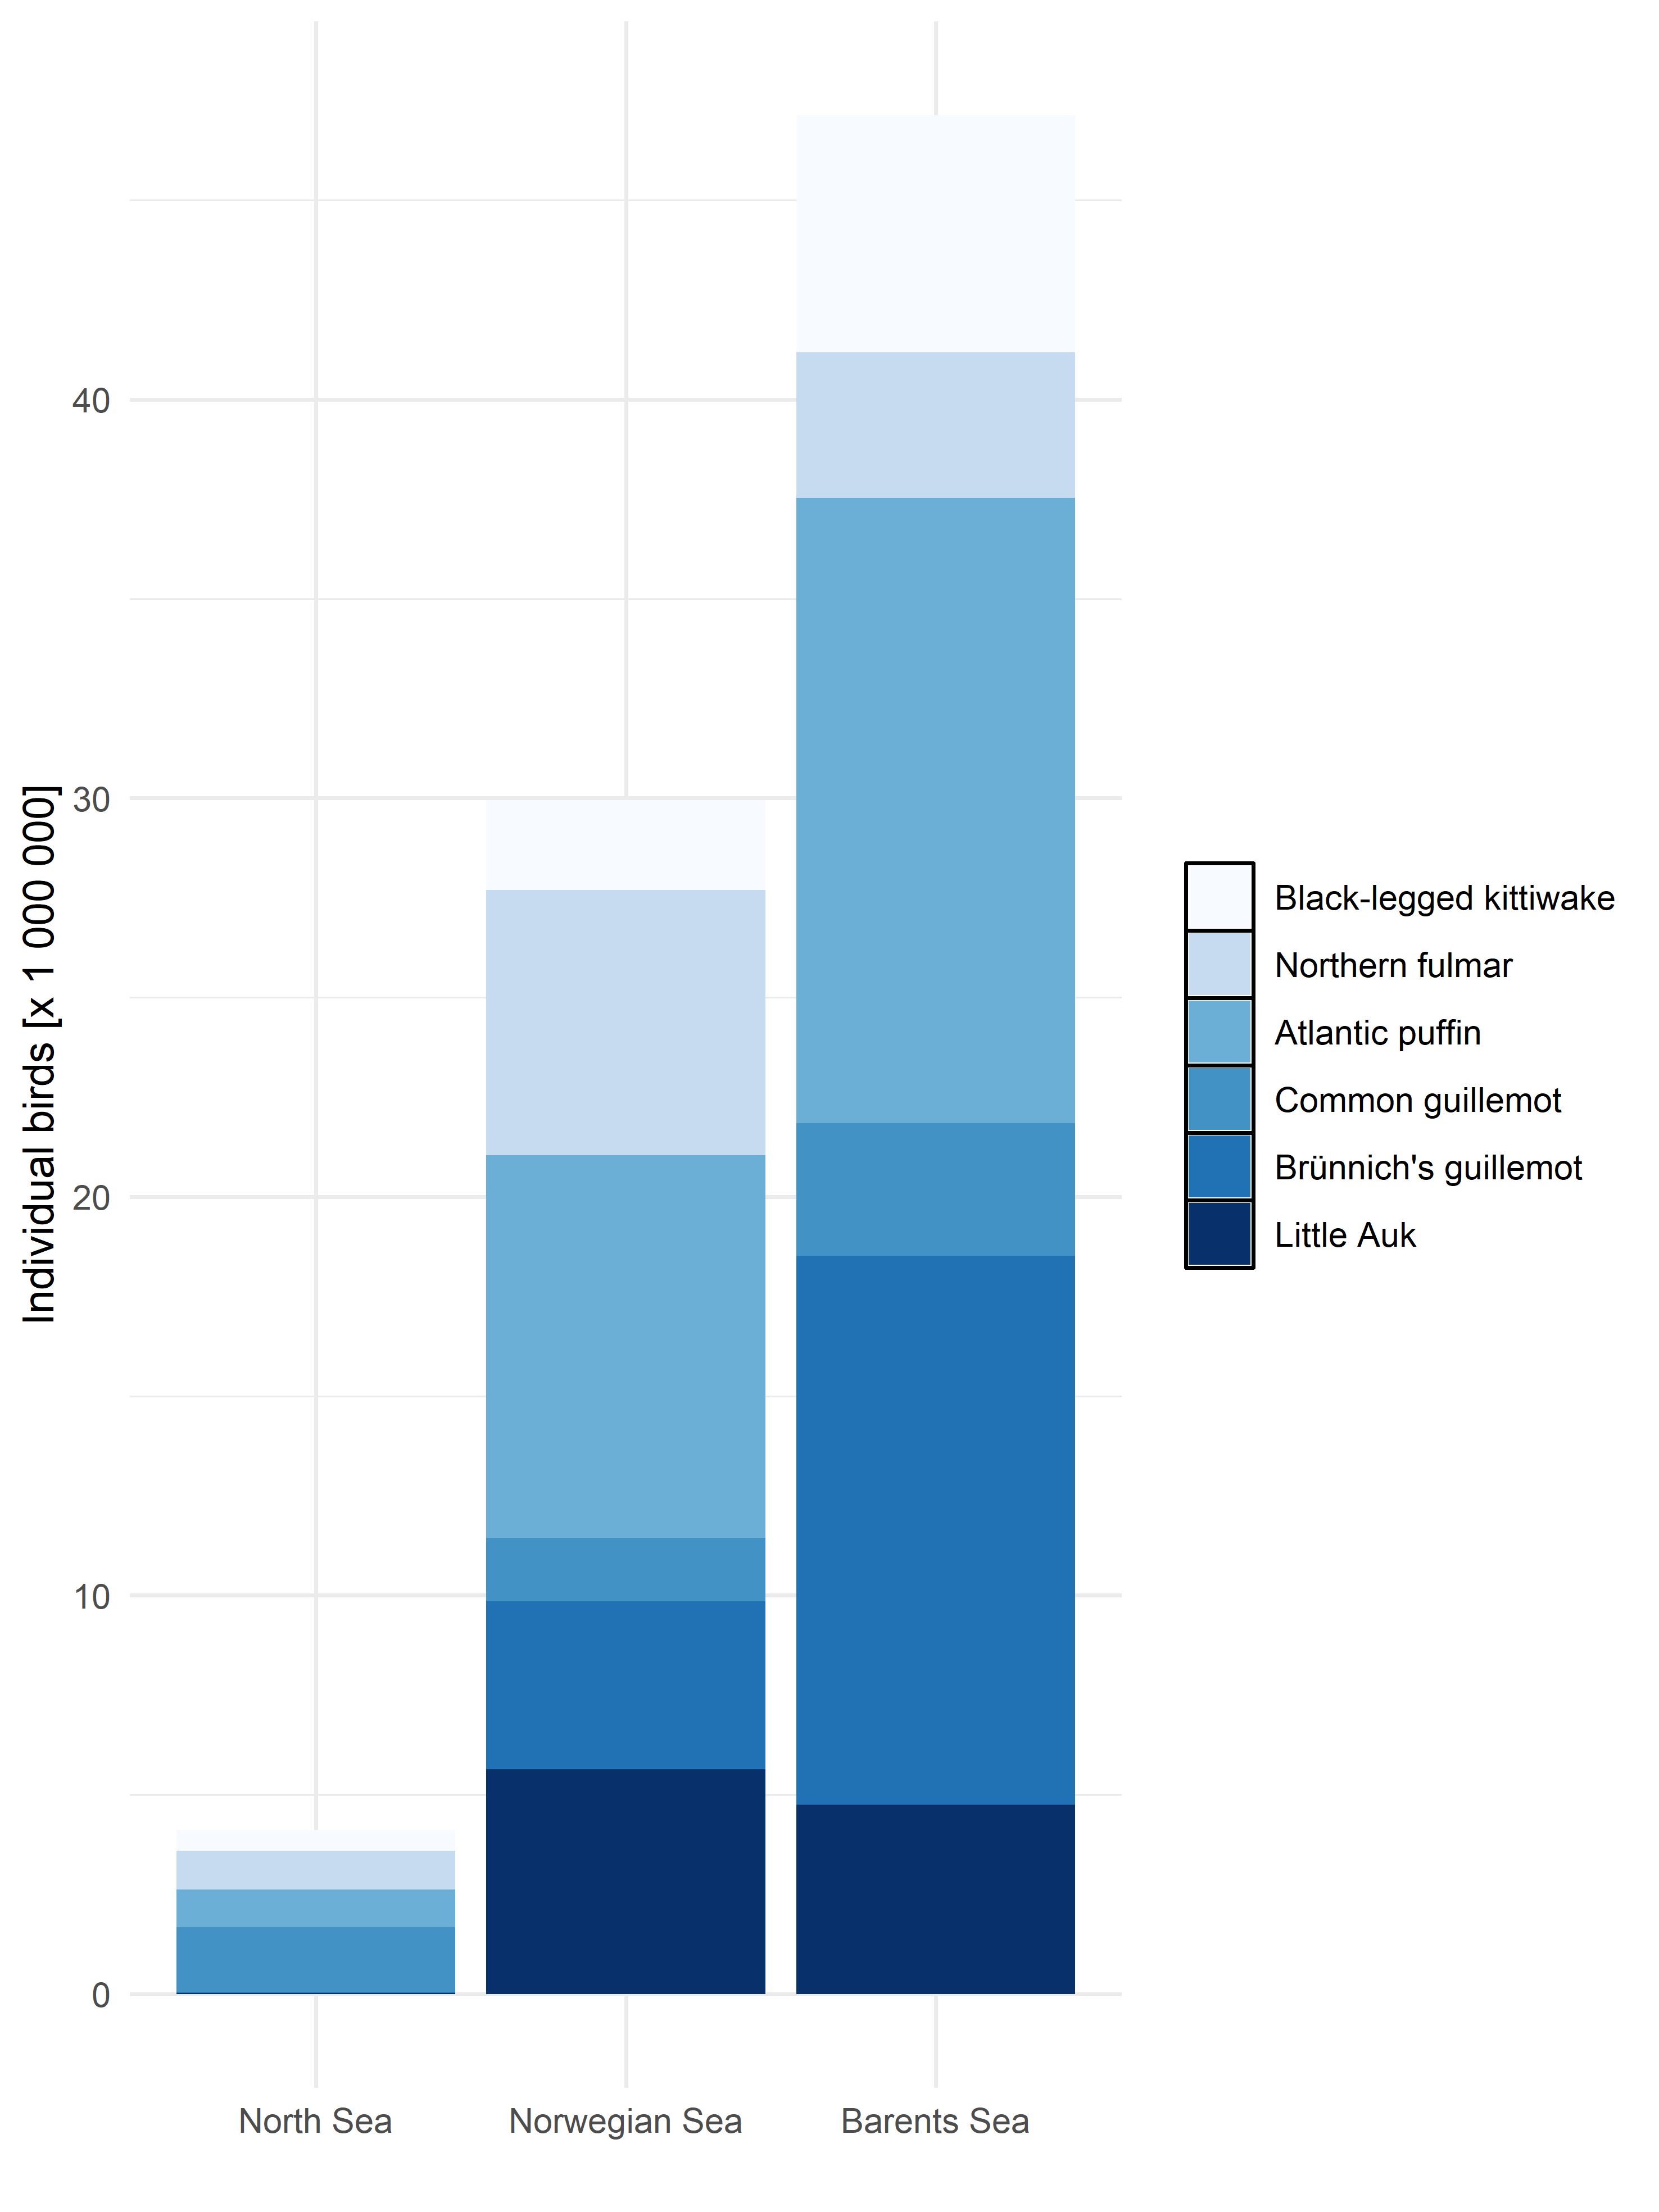 Individual birds [x 1 000 000]
40
30
20
10
0
North Sea
Norwegian Sea
Barents Sea
Black-legged kittiwake
Northern fulmar
Atlantic puffin
Common guillemot
Brünnich's guillemot
Little Auk